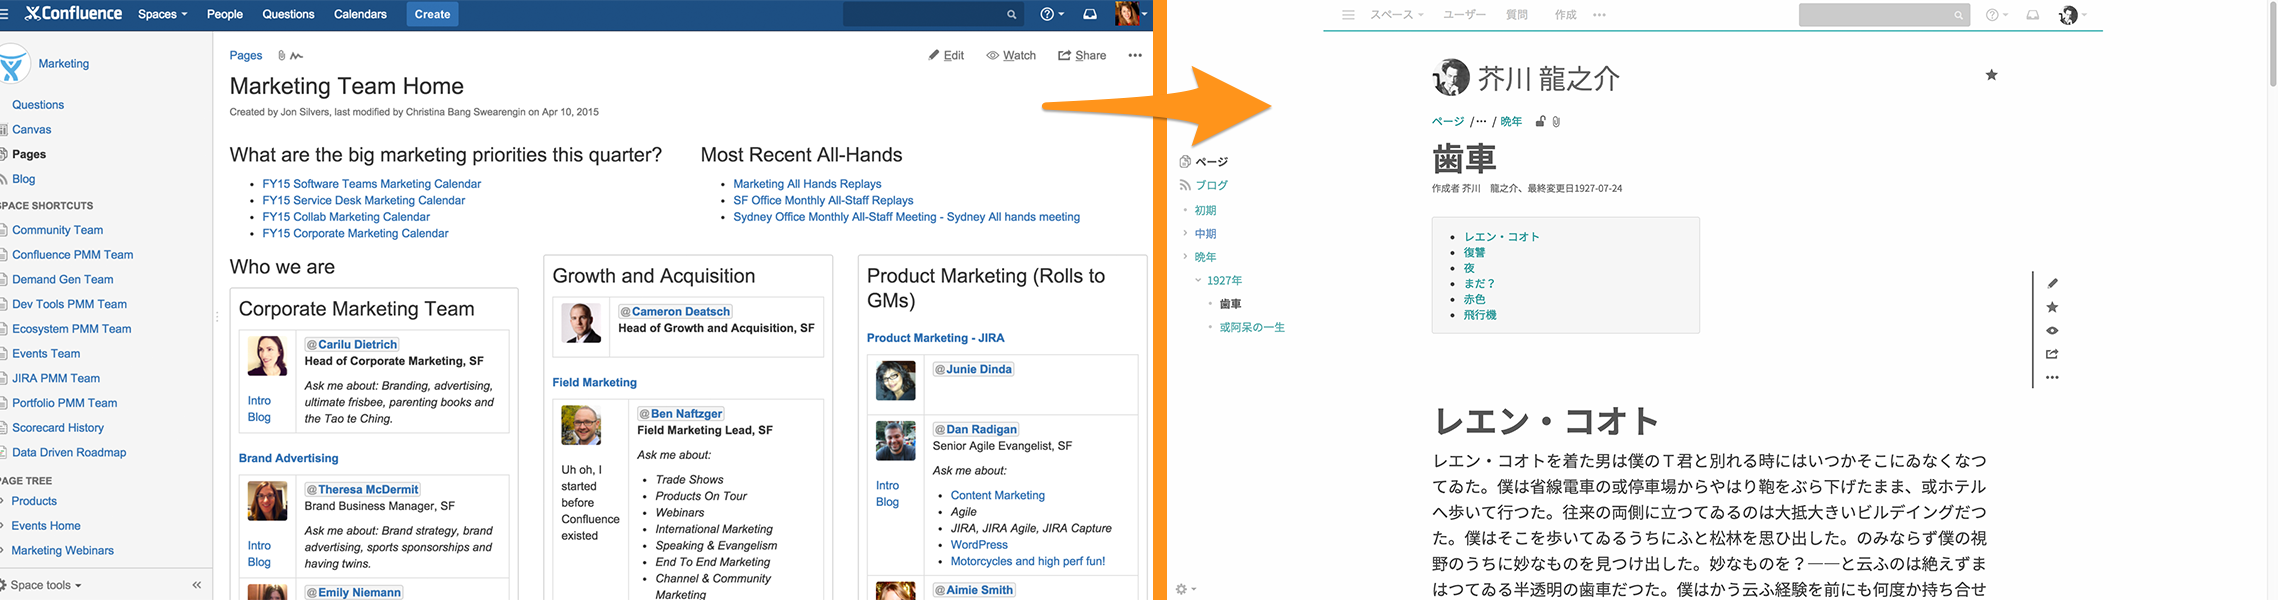 Confluence Spaces People Questions Calendars Create
Marketing
Questions
Canvas
Pages
Blog
SPACE SHORTCUTS
Community Team
Confluence PMM Team
Demand Gen Team
Dev Tools PMM Team
Ecosystem PMM Team
Events Team
JIRA PMM Team
Portfolio PMM Team
Scorecard History
Data Driven Roadmap
PAGE TREE
Products
Events Home
Marketing Webinars
Space tools
Pages
Edit Watch Share
Marketing Team Home
Created by Jon Silvers, last modified by Christina Bang Swearengin on Apr 10, 2015
What are the big marketing priorities this quarter?
FY15 Software Teams Marketing Calendar
FY15 Service Desk Marketing Calendar
FY15 Collab Marketing Calendar
FY15 Corporate Marketing Calendar
Most Recent All-Hands
Marketing All Hands Replays
SF Office Monthly All-Staff Replays
Sydney Office Monthly All-Staff Meeting - Sydney All hands meeting
Who we are
Corporate Marketing Team
@Carilu Dietrich
Head of Corporate Marketing, SF
Ask me about: Branding, advertising,
ultimate frisbee, parenting books and
the Tao te Ching.
Intro
Blog
Brand Advertising
@Theresa McDermit
Brand Business Manager, SF
Ask me about: Brand strategy, brand
advertising, sports sponsorships and
having twins.
Intro
Blog
@Emily Niemann
Growth and Acquisition
@Cameron Deatsch
Head of Growth and Acquisition, SF
Field Marketing
@Ben Naftzger
Field Marketing Lead, SF
Ask me about:
Trade Shows
Products On Tour
Webinars
International Marketing
Speaking & Evangelism
End To End Marketing
Channel & Community
Marketing
Uh oh, I
started
before
Confluence
existed
Product Marketing (Rolls to
GMs)
Product Marketing - JIRA
@Junie Dinda
@Dan Radigan
Senior Agile Evangelist, SF
Ask me about:
Content Marketing
Agile
JIRA, JIRA Agile, JIRA Capture
WordPress
Motorcycles and high perf fun!
Intro
Blog
@Aimie Smith
スペース ユーザー 質問 作成 •••
ページ
ブログ
初期
中期
晩年
1927年
歯車
或阿呆の一生
芥川 龍之介
ページ /••• / 晩年
歯車
作成者 芥川　龍之介、最終変更日1927-07-24
レエン・コオト
復讐
夜
まだ？
赤色
飛行機
レエン・コオト
レエン・コオトを着た男は僕のＴ君と別れる時にはいつかそこにゐなくなつ
てゐた。僕は省線電車の或停車場からやはり鞄をぶら下げたまま、或ホテル
へ歩いて行つた。往来の両側に立つてゐるのは大抵大きいビルデイングだつ
た。僕はそこを歩いてゐるうちにふと松林を思ひ出した。のみならず僕の視
野のうちに妙なものを見つけ出した。妙なものを？――と云ふのは絶えずま
はつてゐる半透明の歯車だつた。僕はかう云ふ経験を前にも何度か持ち合せ